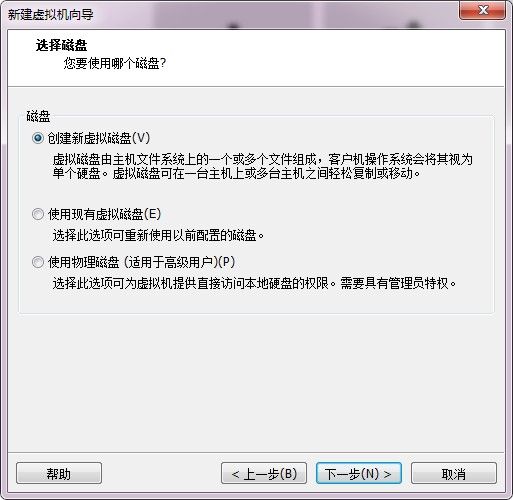 新建虚拟机向导
选择磁盘
您要使用哪个磁盘?
磁盘
创建新虚拟磁盘(V)
虚拟磁盘由主机文件系统上的一个或多个文件组成，客户机操作系统会将其视为
单个硬盘。虚拟磁盘可在一台主机上或多台主机之间轻松复制或移动。
使用现有虚拟磁盘(E)
选择此选项可重新使用以前配置的磁盘。
使用物理磁盘 (适用于高级用户)(P)
选择此选项可为虚拟机提供直接访问本地硬盘的权限。需要具有管理员特权。
帮助
< 上一步(B)
下一步(N) >
取消